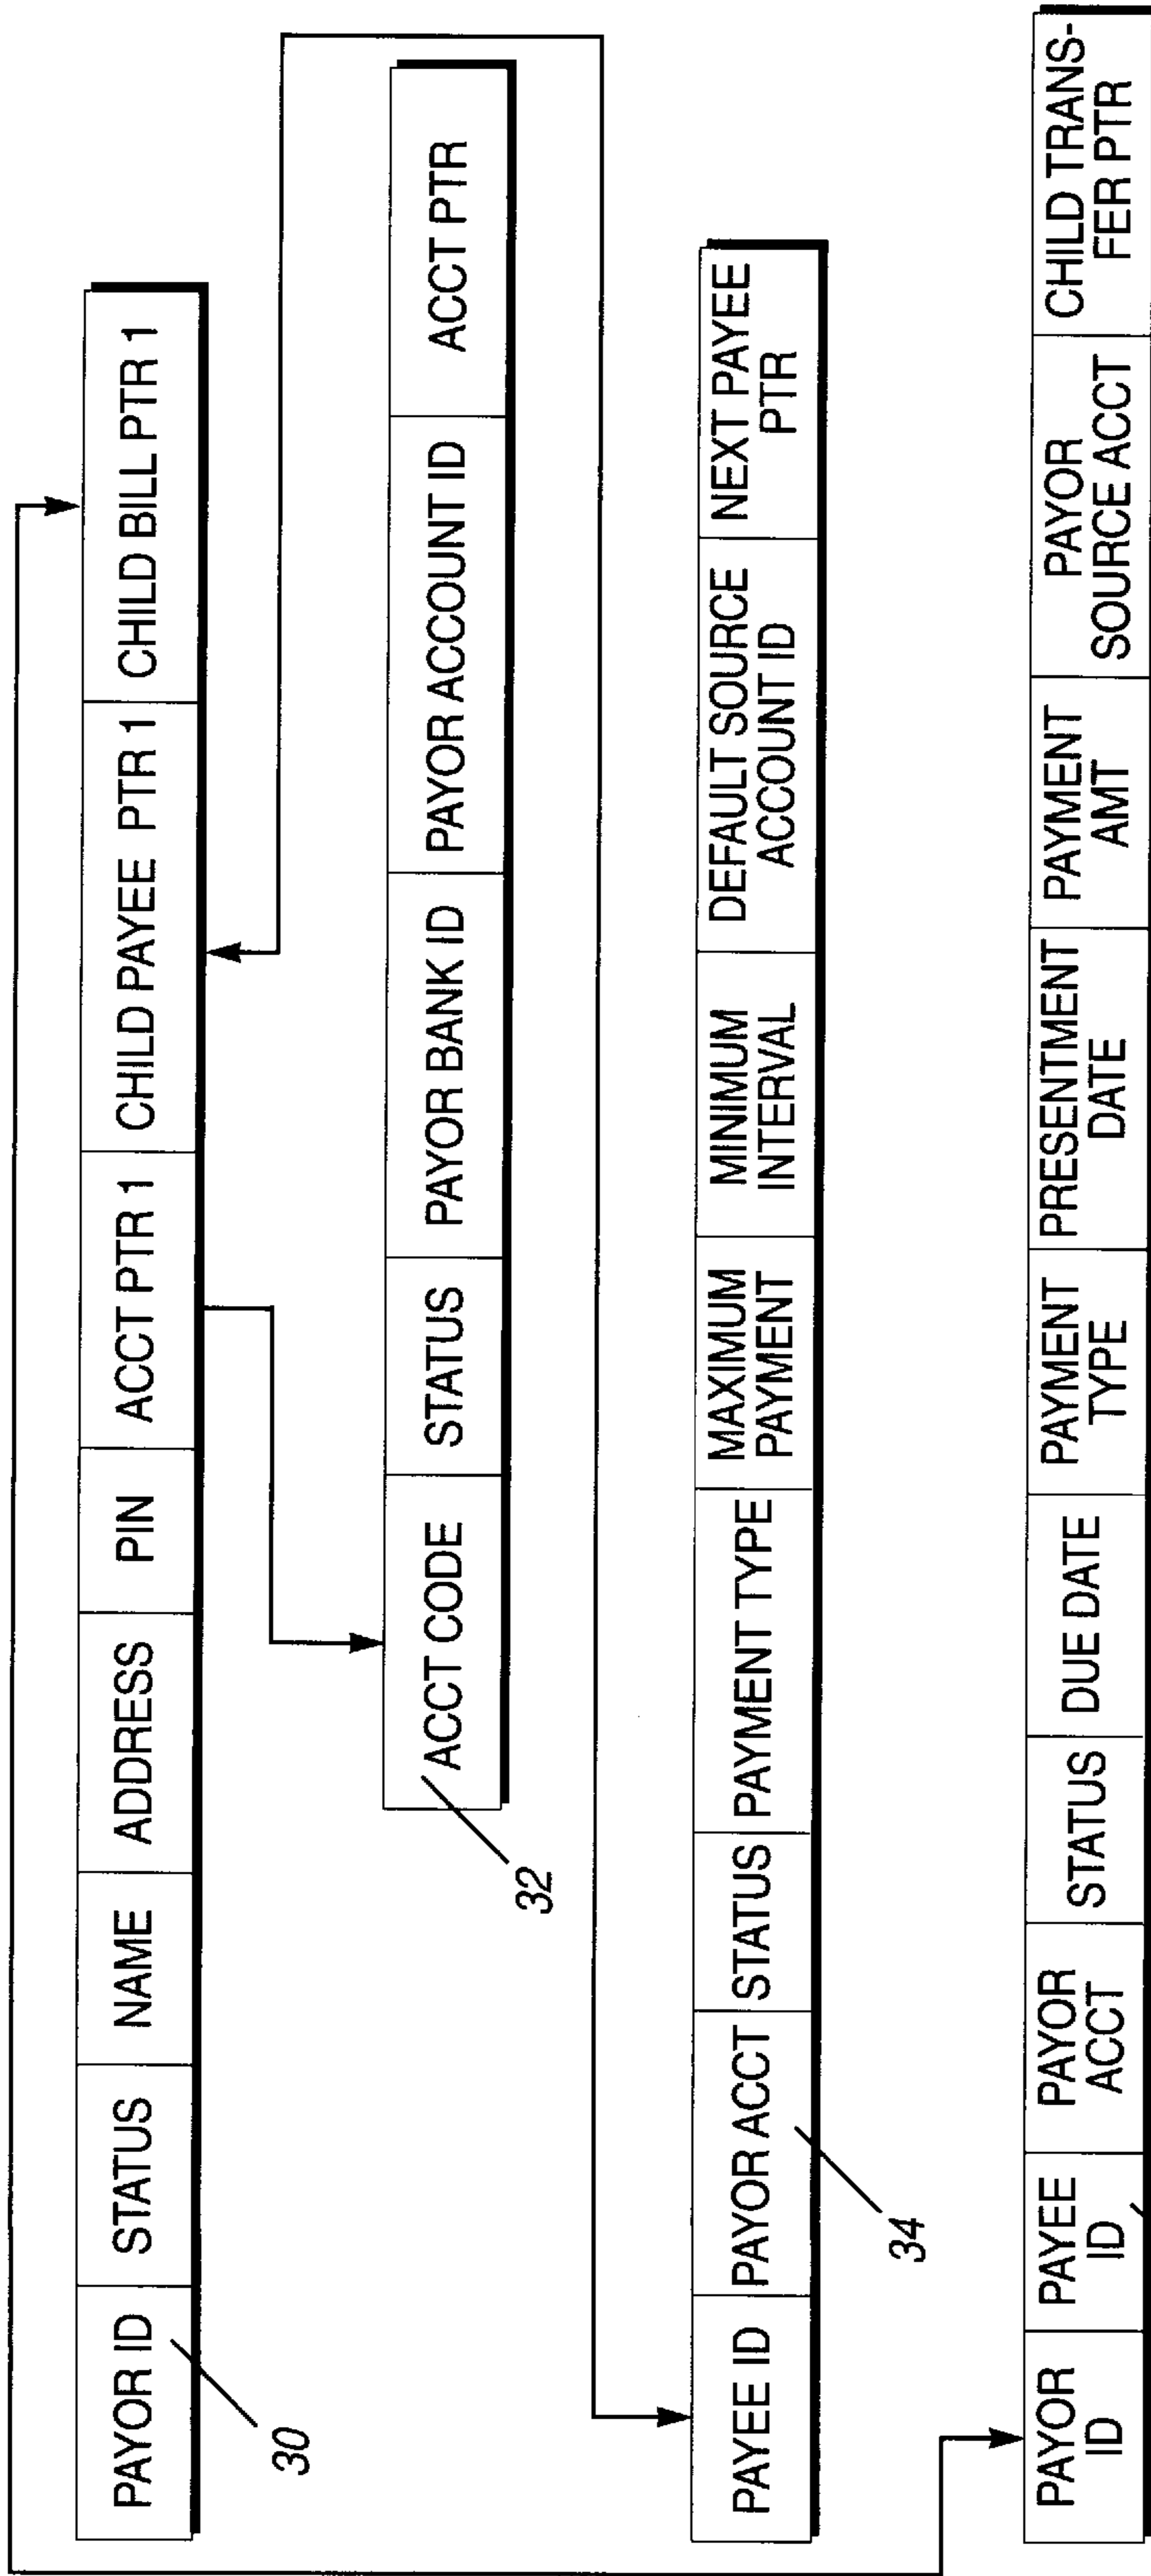 PAYOR ID STATUS NAME ADDRESS PIN ACCT PTR 1 CHILD PAYEE PTR 1 CHILD BILL PTR 1
30
ACCT CODE STATUS PAYOR BANK ID PAYOR ACCOUNT ID ACCT PTR
32
PAYEE ID PAYOR ACCT STATUS PAYMENT TYPE MAXIMUM
PAYMENT MINIMUM
INTERVAL DEFAULT SOURCE
ACCOUNT ID NEXT PAYEE
PTR
34
PAYOR
ID PAYEE
ID PAYOR
ACCT STATUS DUE DATE PAYMENT
TYPE PRESENTMENT
DATE PAYMENT
AMT PAYOR
SOURCE ACCT CHILD TRANS-
FER PTR